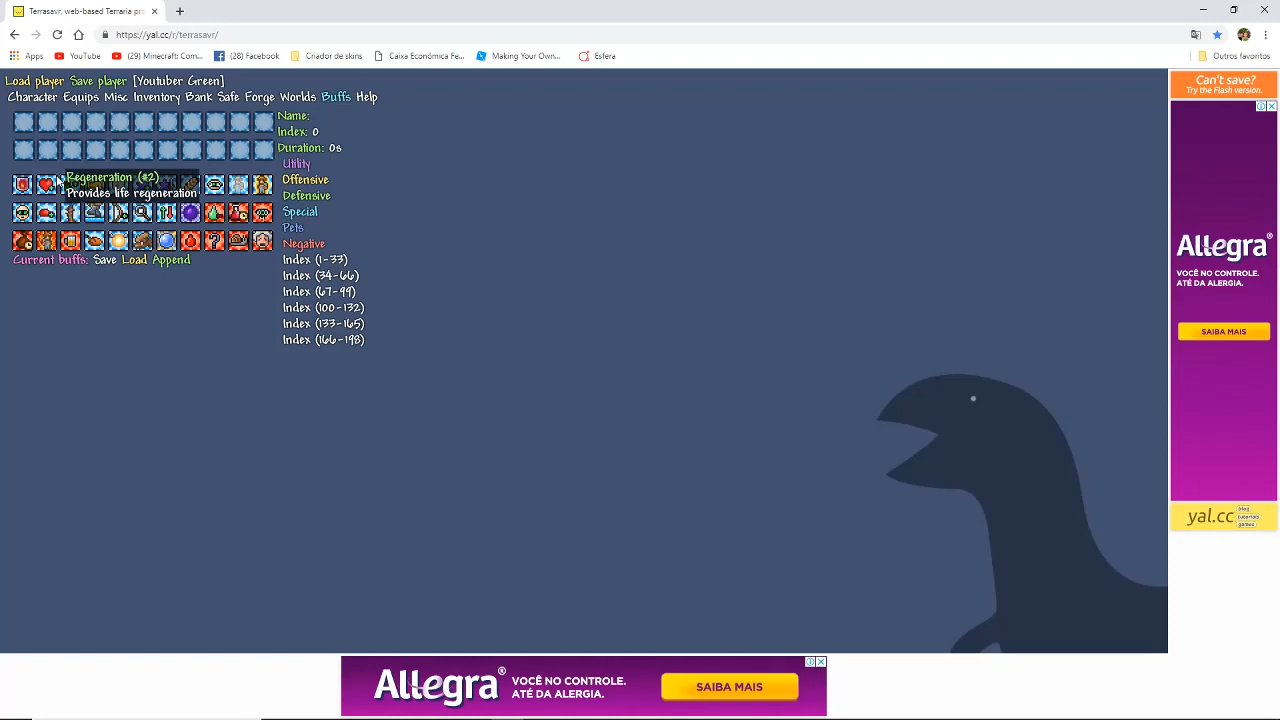 Terrasavr, web-based Terraria pro
https://yal.cc/r/terrasavr/
Apps YouTube (29) Minecraft: Com... (28) Facebook Criador de skins Caixa Econômica Fe... Making Your Own... Esfera Outros favoritos
Load player Save player [Youtuber Green]
Character Equips Misc Inventory Bank Safe Forge Worlds Buffs Help
Name:
Index: 0
Duration: 0s
Utility
Offensive
Defensive
Special
Pets
Negative
Index (1-33)
Index (34-66)
Index (67-99)
Index (100-132)
Index (133-165)
Index (166-198)
Regeneration (#2)
Provides life regeneration
Current buffs: Save Load Append
Can't save?
Try the Flash version.
Allegra®
VOCÊ NO CONTROLE.
ATÉ DA ALERGIA.
SAIBA MAIS
yal.cc
blog
tutorials
games
Allegra®
VOCÊ NO CONTROLE.
ATÉ DA ALERGIA.
SAIBA MAIS